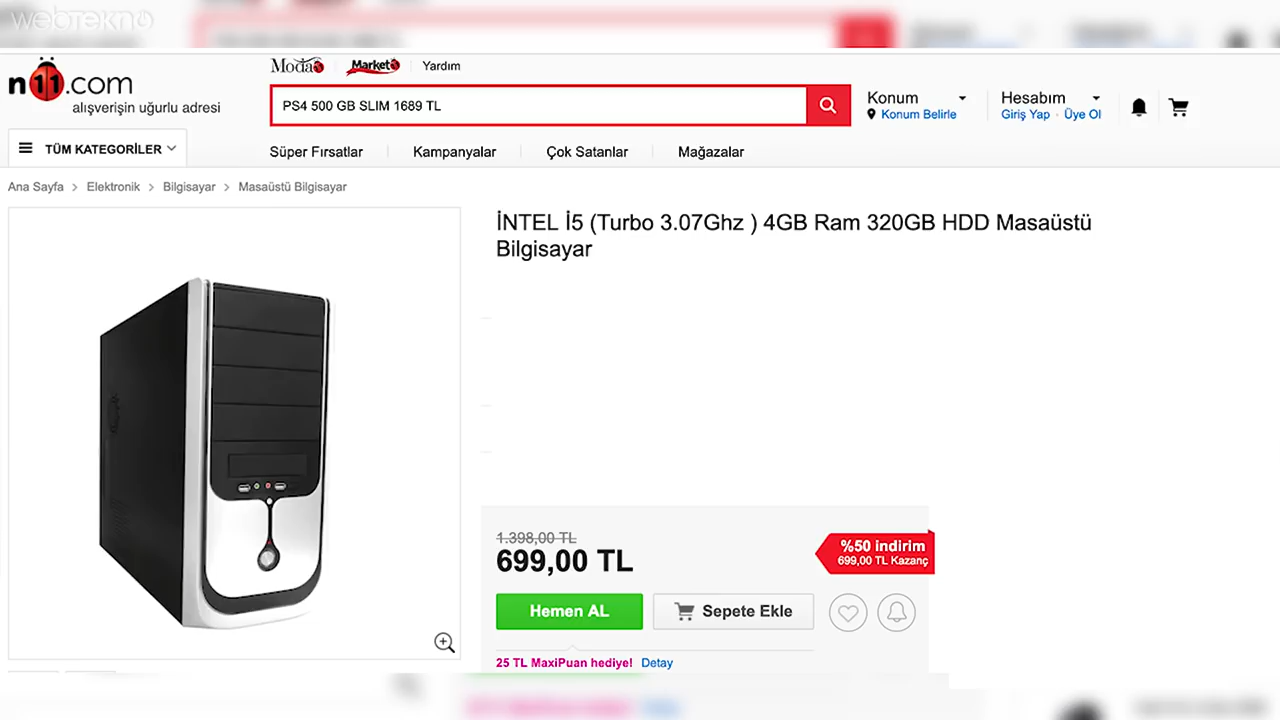 webtekno
n11.com
alışverişin uğurlu adresi
Moda Market Yardım
PS4 500 GB SLIM 1689 TL
Konum
Konum Belirle
Hesabım
Giriş Yap · Üye Ol
TÜM KATEGORİLER
Süper Fırsatlar Kampanyalar Çok Satanlar Mağazalar
Ana Sayfa > Elektronik > Bilgisayar > Masaüstü Bilgisayar
İNTEL İ5 (Turbo 3.07Ghz ) 4GB Ram 320GB HDD Masaüstü
Bilgisayar
1.398,00 TL
699,00 TL
%50 indirim
699,00 TL Kazanç
Hemen AL
Sepete Ekle
25 TL MaxiPuan hediye! Detay